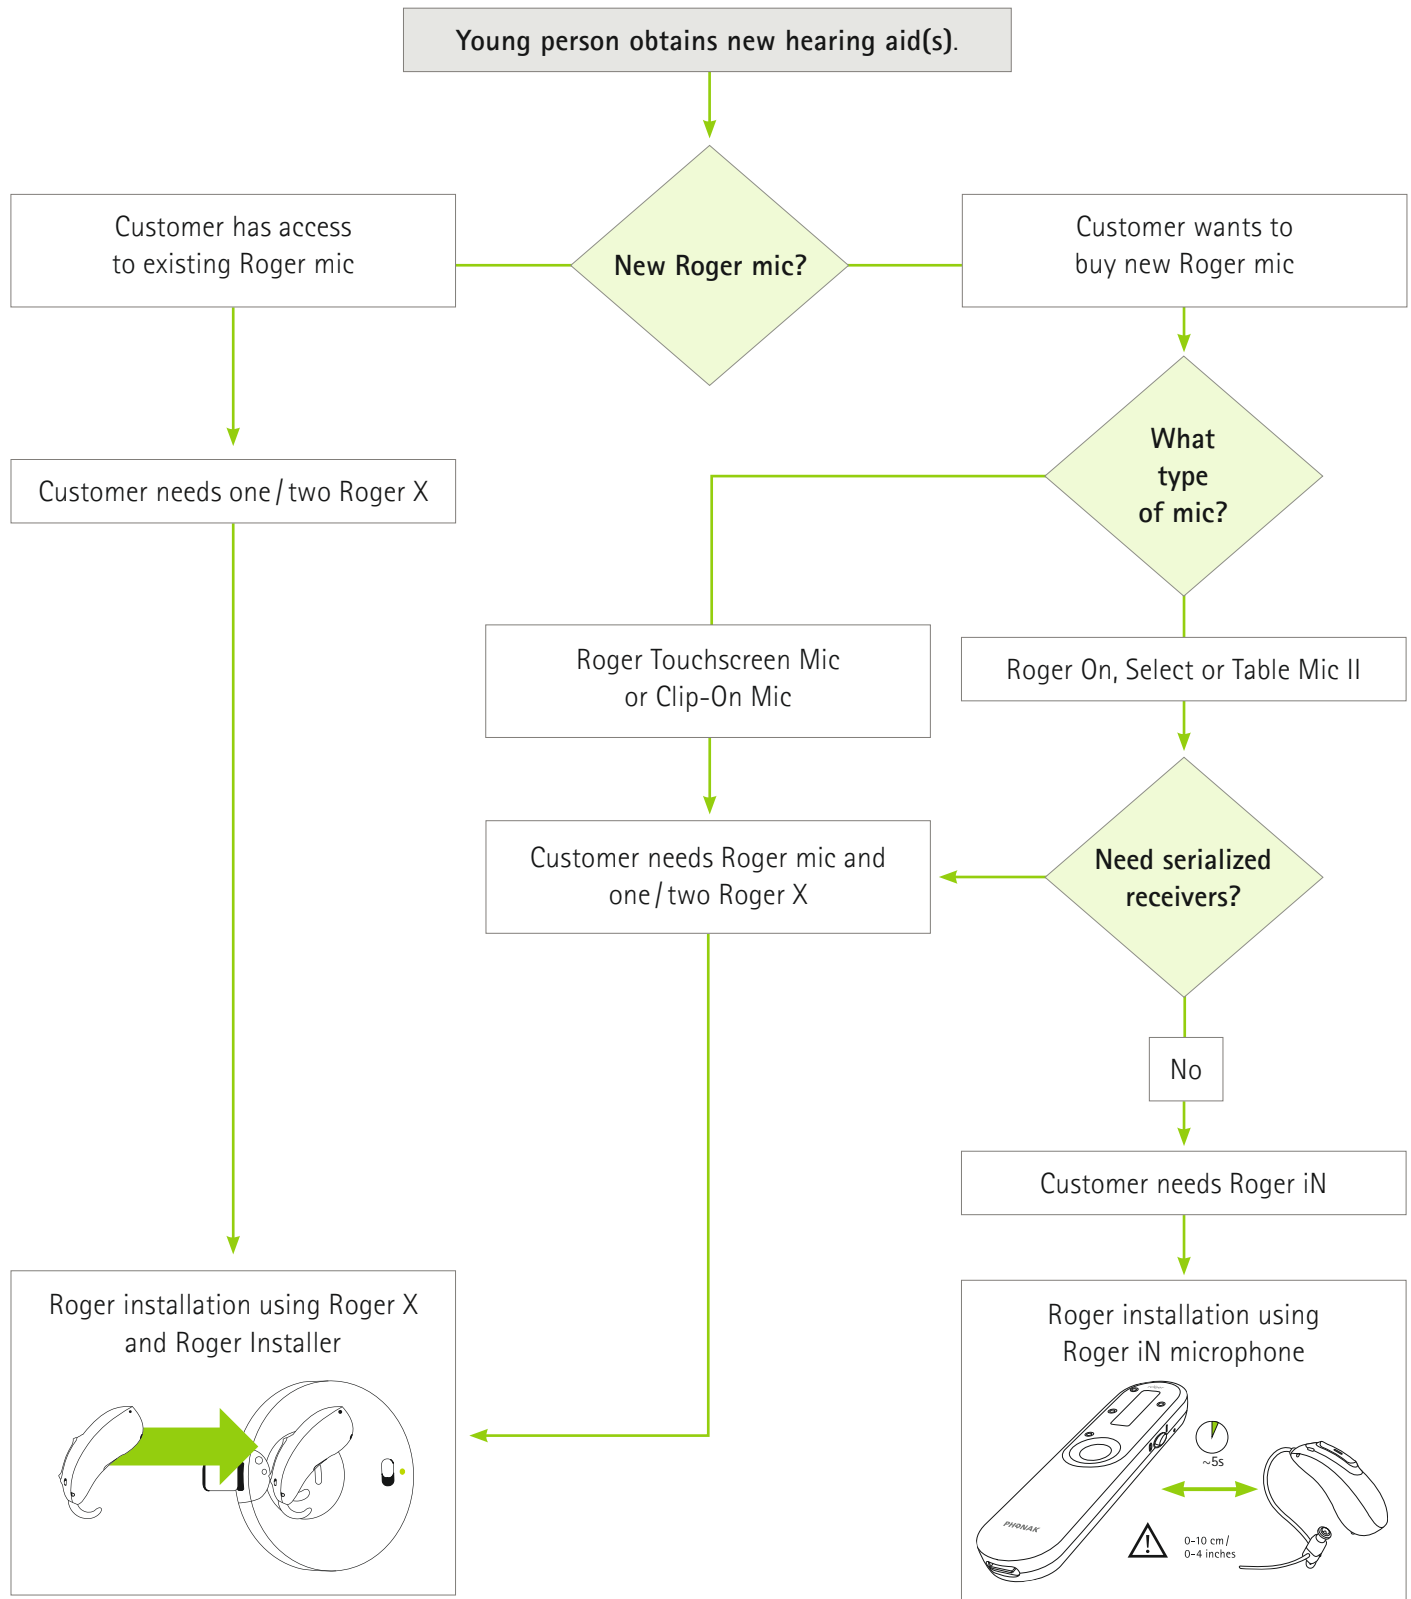 Young person obtains new hearing aid(s).
New Roger mic?
Customer has access
to existing Roger mic
Customer wants to
buy new Roger mic
Customer needs one / two Roger X
What
type
of mic?
Roger Touchscreen Mic
or Clip-On Mic
Roger On, Select or Table Mic II
Customer needs Roger mic and
one / two Roger X
Need serialized
receivers?
No
Customer needs Roger iN
Roger installation using Roger X
and Roger Installer
Roger installation using
Roger iN microphone
~5s
PHONAK
0-10 cm /
0-4 inches